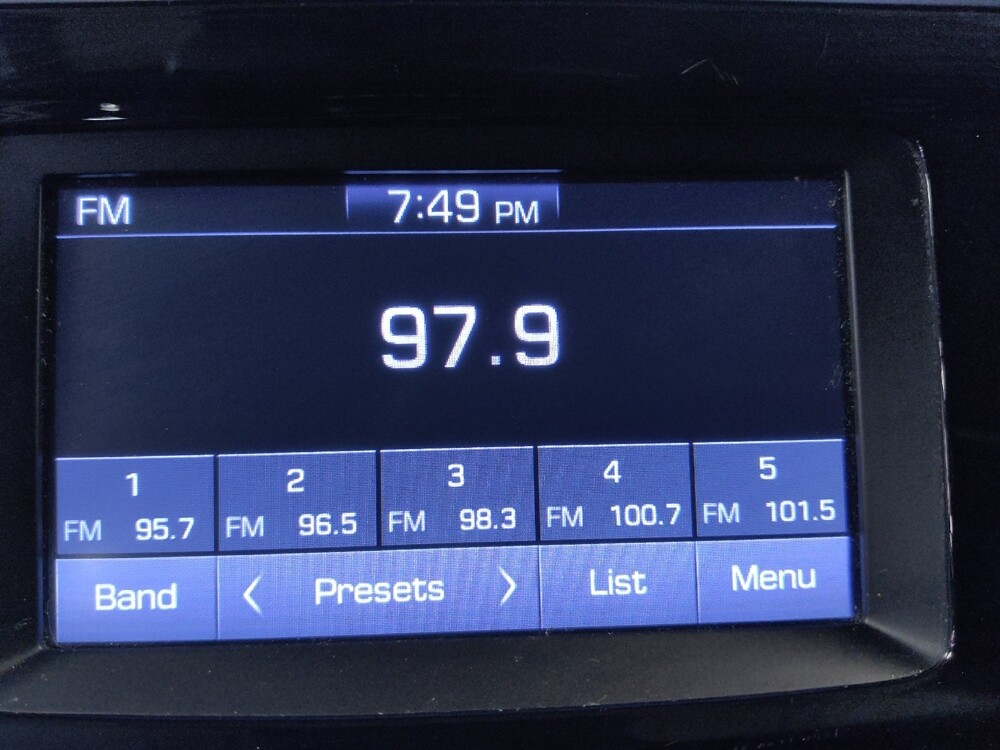 FM 7:49 PM
97.9
1 2 3 4 5
FM 95.7 FM 96.5 FM 98.3 FM 100.7 FM 101.5
Band < Presets > List Menu